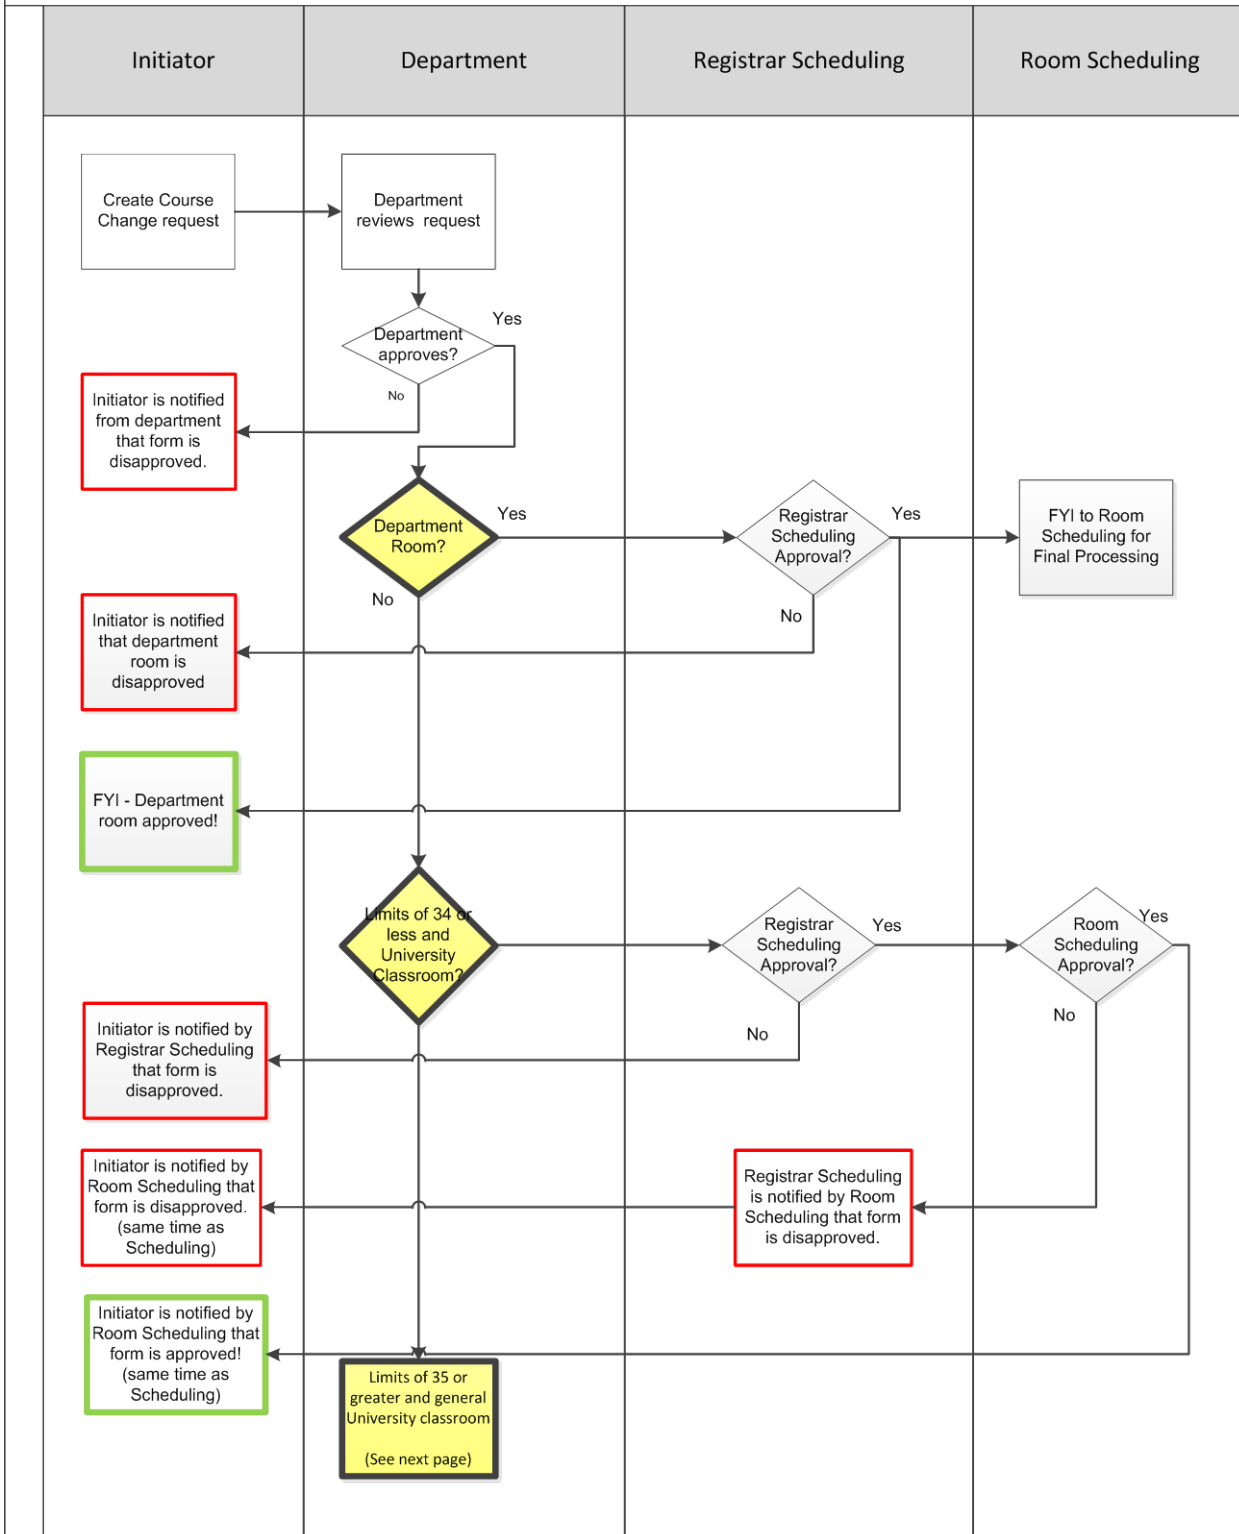 Initiator
Department
Registrar Scheduling
Room Scheduling
Create Course
Change request
Department
reviews request
Yes
Department
approves?
No
Initiator is notified
from department
that form is
disapproved.
Department
Room?
Yes
No
Registrar
Scheduling
Approval?
Yes
No
FYI to Room
Scheduling for
Final Processing
Initiator is notified
that department
room is
disapproved
FYI - Department
room approved!
Limits of 34 or
less and
University
Classroom?
Registrar
Scheduling
Approval?
Yes
No
Room
Scheduling
Approval?
Yes
No
Initiator is notified by
Registrar Scheduling
that form is
disapproved.
Initiator is notified by
Room Scheduling that
form is disapproved.
(same time as
Scheduling)
Registrar Scheduling
is notified by Room
Scheduling that form
is disapproved.
Initiator is notified by
Room Scheduling that
form is approved!
(same time as
Scheduling)
Limits of 35 or
greater and general
University classroom
(See next page)